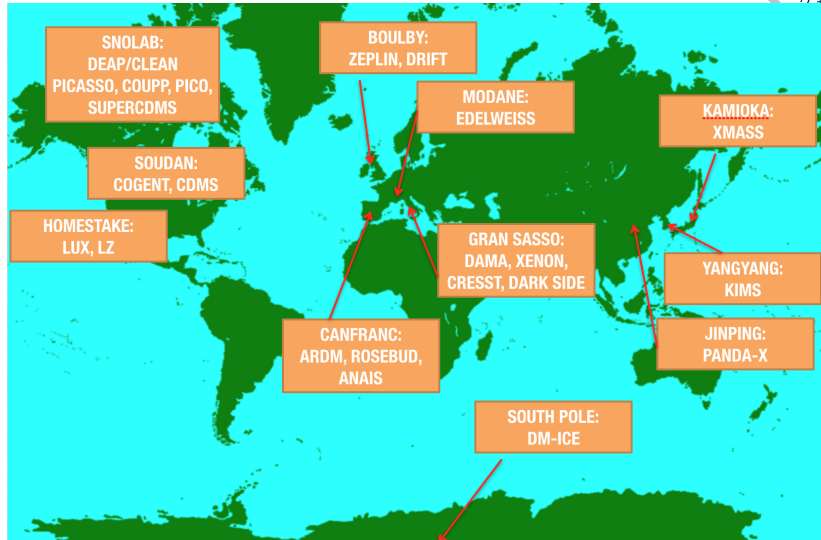 SNOLAB:
DEAP/CLEAN
PICASSO, COUPP, PICO,
SUPERCDMS
BOULBY:
ZEPLIN, DRIFT
MODANE:
EDELWEISS
KAMIOKA:
XMASS
SOUDAN:
COGENT, CDMS
HOMESTAKE:
LUX, LZ
GRAN SASSO:
DAMA, XENON,
CRESST, DARK SIDE
YANGYANG:
KIMS
CANFRANC:
ARDM, ROSEBUD,
ANAIS
JINPING:
PANDA-X
SOUTH POLE:
DM-ICE